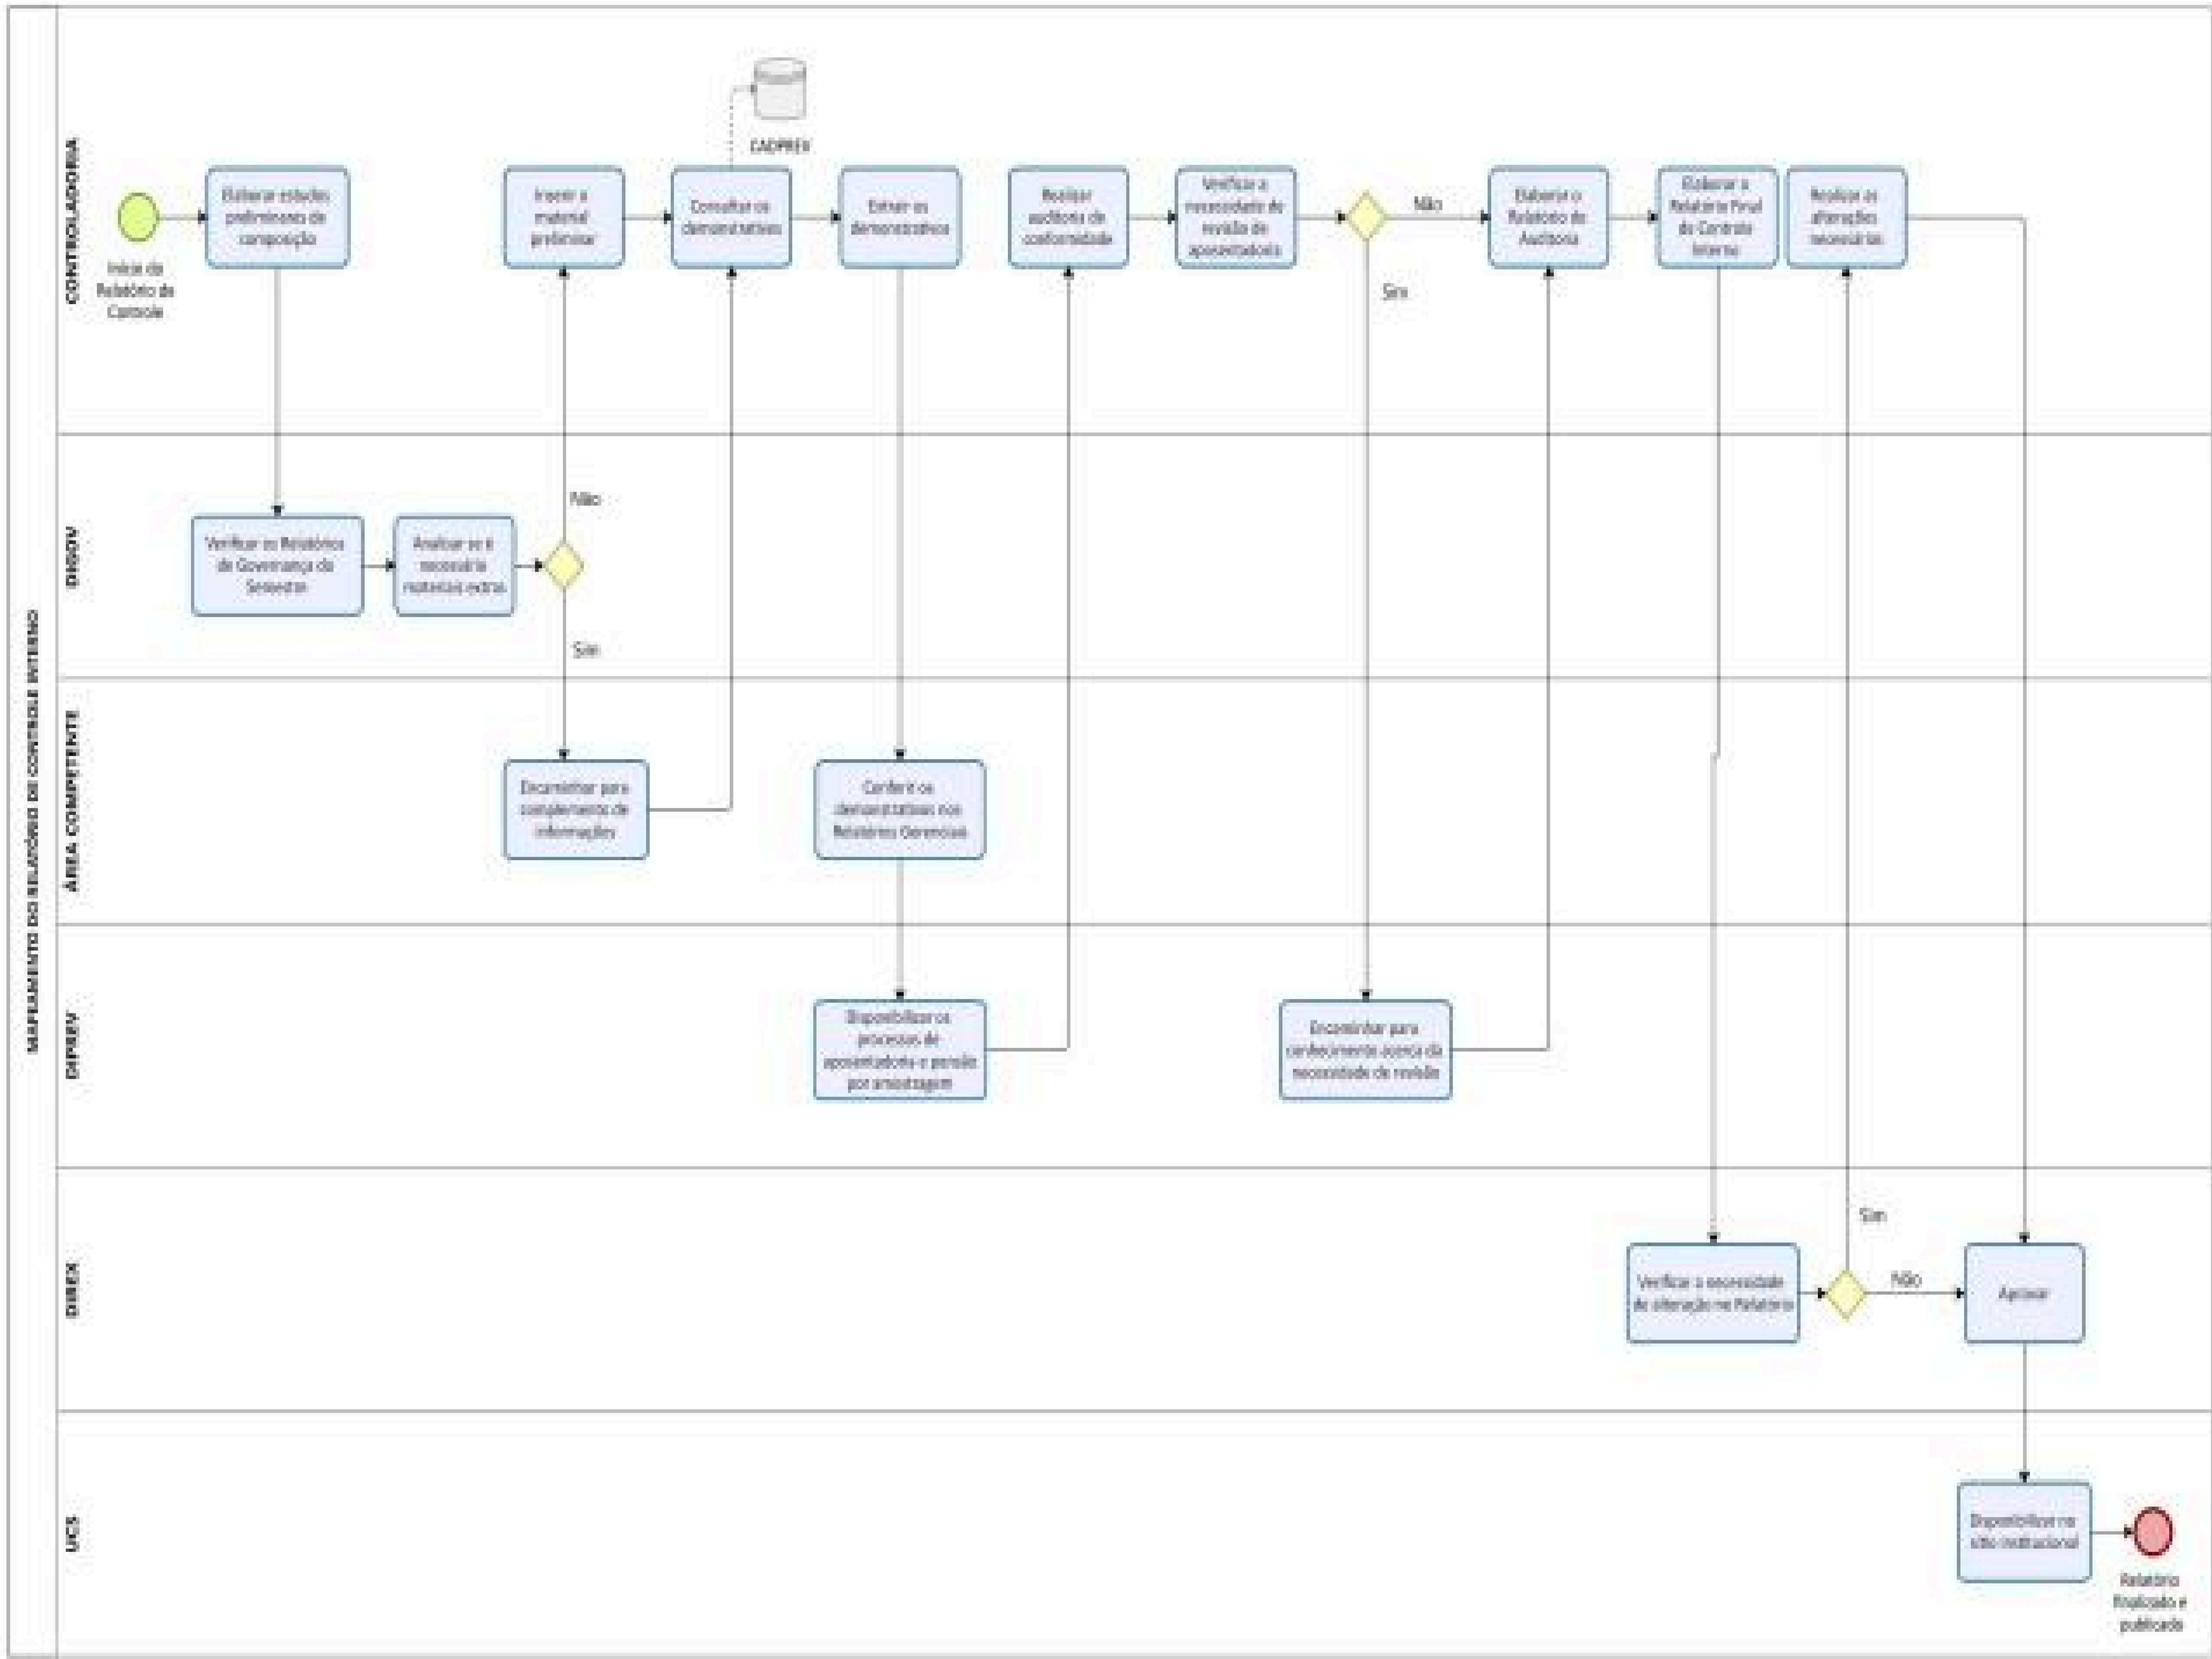 MAPEAMENTO DO RELATÓRIO DE CONTROLE INTERNO
CONTROLADORIA
Início do
Relatório de
Controle
Elaborar estudos
preliminares de
composição
Inserir o
material
preliminar
Consultar os
demonstrativos
CADPREV
Extrair os
demonstrativos
Realizar
auditoria de
conformidade
Verificar a
necessidade de
revisão de
aposentadoria
Não
Sim
Elaborar o
Relatório de
Auditoria
Elaborar o
Relatório Final
do Controle
Interno
Realizar as
alterações
necessárias
DIGOV
Verificar os Relatórios
de Governança do
Semestre
Analisar se é
necessário
materiais extras
Não
Sim
ÁREA COMPETENTE
Encaminhar para
complemento de
informações
Conferir os
demonstrativos nos
Relatórios Gerenciais
DIPREV
Disponibilizar os
processos de
aposentadoria e pensão
por amostragem
Encaminhar para
conhecimento acerca da
necessidade de revisão
DIREX
Verificar a necessidade
de alteração no Relatório
Sim
Não
Aprovar
UCS
Disponibilizar no
sítio institucional
Relatório
finalizado e
publicado